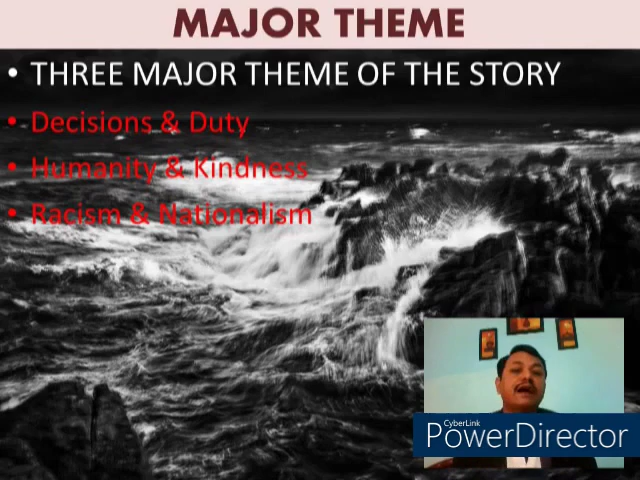 MAJOR THEME
• THREE MAJOR THEME OF THE STORY
• Decisions & Duty
• Humanity & Kindness
• Racism & Nationalism
CyberLink
PowerDirector